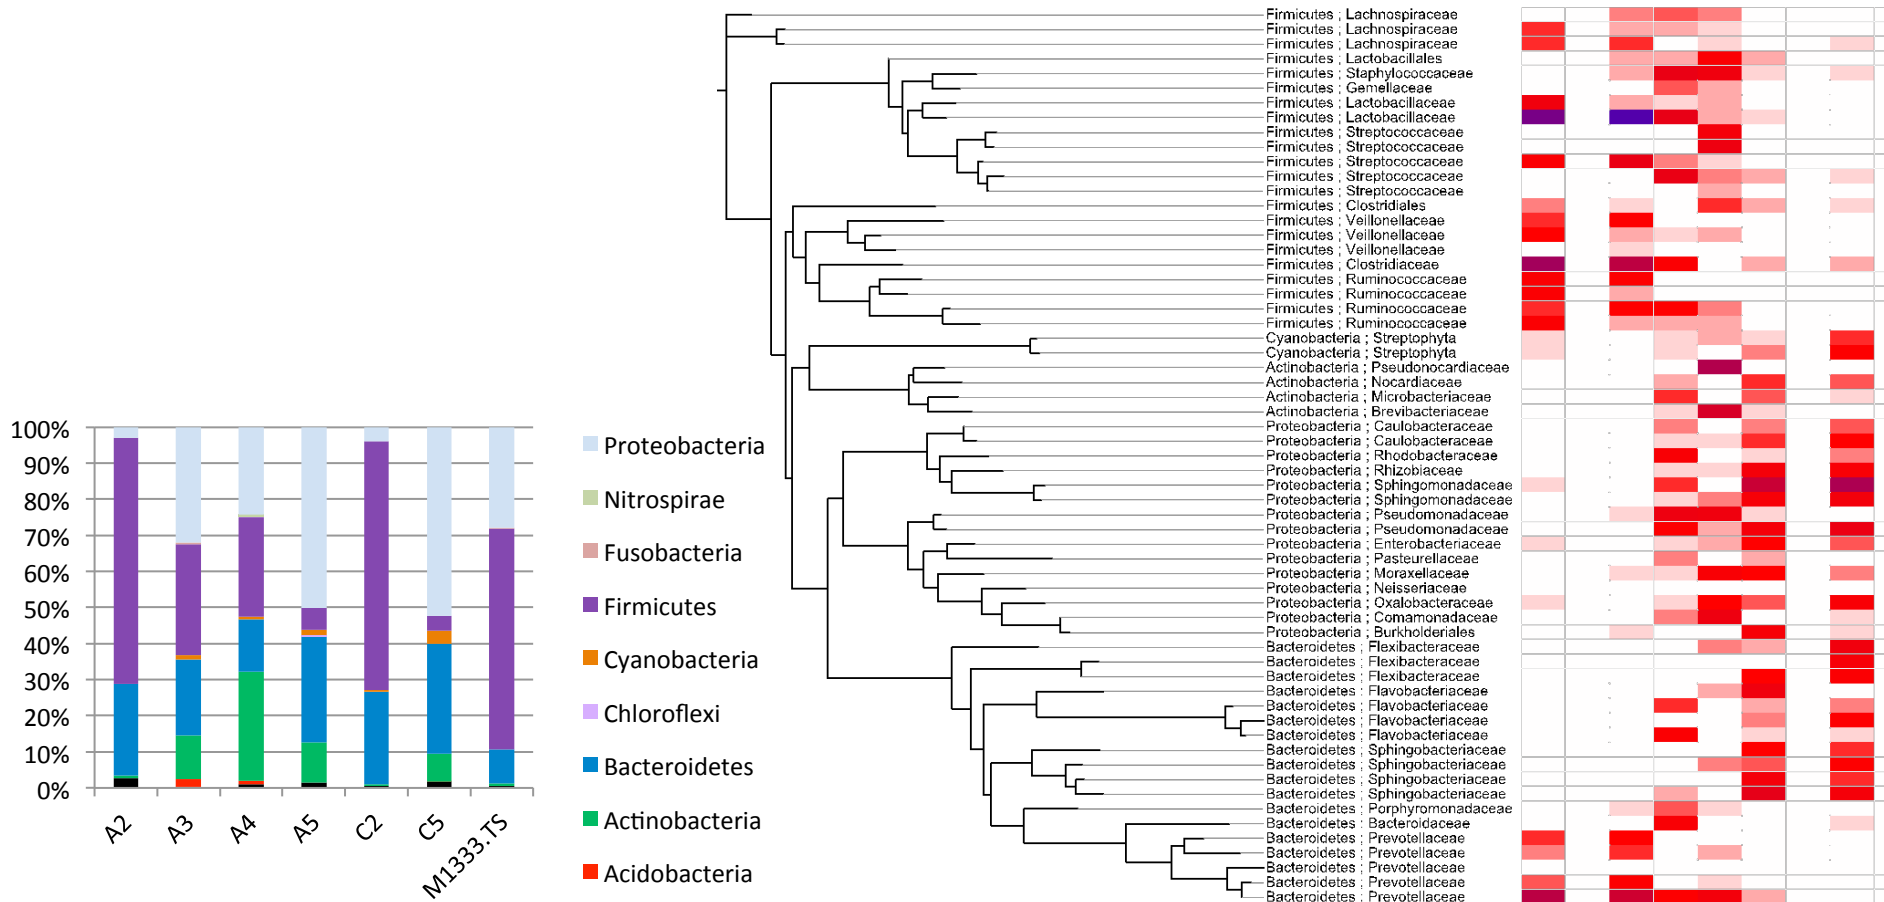 100%
90%
80%
70%
60%
50%
40%
30%
20%
10%
0%
A2
A3
A4
A5
C2
C5
M1333.TS
Proteobacteria
Nitrospirae
Fusobacteria
Firmicutes
Cyanobacteria
Chloroflexi
Bacteroidetes
Actinobacteria
Acidobacteria
Firmicutes ; Lachnospiraceae
Firmicutes ; Lachnospiraceae
Firmicutes ; Lachnospiraceae
Firmicutes ; Lactobacillales
Firmicutes ; Staphylococcaceae
Firmicutes ; Gemellaceae
Firmicutes ; Lactobacillaceae
Firmicutes ; Lactobacillaceae
Firmicutes ; Streptococcaceae
Firmicutes ; Streptococcaceae
Firmicutes ; Streptococcaceae
Firmicutes ; Streptococcaceae
Firmicutes ; Streptococcaceae
Firmicutes ; Clostridiales
Firmicutes ; Veillonellaceae
Firmicutes ; Veillonellaceae
Firmicutes ; Veillonellaceae
Firmicutes ; Clostridiaceae
Firmicutes ; Ruminococcaceae
Firmicutes ; Ruminococcaceae
Firmicutes ; Ruminococcaceae
Firmicutes ; Ruminococcaceae
Cyanobacteria ; Streptophyta
Cyanobacteria ; Streptophyta
Actinobacteria ; Pseudonocardiaceae
Actinobacteria ; Nocardiaceae
Actinobacteria ; Microbacteriaceae
Actinobacteria ; Brevibacteriaceae
Proteobacteria ; Caulobacteraceae
Proteobacteria ; Caulobacteraceae
Proteobacteria ; Rhodobacteraceae
Proteobacteria ; Rhizobiaceae
Proteobacteria ; Sphingomonadaceae
Proteobacteria ; Sphingomonadaceae
Proteobacteria ; Pseudomonadaceae
Proteobacteria ; Pseudomonadaceae
Proteobacteria ; Enterobacteriaceae
Proteobacteria ; Pasteurellaceae
Proteobacteria ; Moraxellaceae
Proteobacteria ; Neisseriaceae
Proteobacteria ; Oxalobacteraceae
Proteobacteria ; Comamonadaceae
Proteobacteria ; Burkholderiales
Bacteroidetes ; Flexibacteraceae
Bacteroidetes ; Flexibacteraceae
Bacteroidetes ; Flexibacteraceae
Bacteroidetes ; Flavobacteriaceae
Bacteroidetes ; Flavobacteriaceae
Bacteroidetes ; Flavobacteriaceae
Bacteroidetes ; Flavobacteriaceae
Bacteroidetes ; Sphingobacteriaceae
Bacteroidetes ; Sphingobacteriaceae
Bacteroidetes ; Sphingobacteriaceae
Bacteroidetes ; Sphingobacteriaceae
Bacteroidetes ; Porphyromonadaceae
Bacteroidetes ; Bacteroidaceae
Bacteroidetes ; Prevotellaceae
Bacteroidetes ; Prevotellaceae
Bacteroidetes ; Prevotellaceae
Bacteroidetes ; Prevotellaceae
Bacteroidetes ; Prevotellaceae